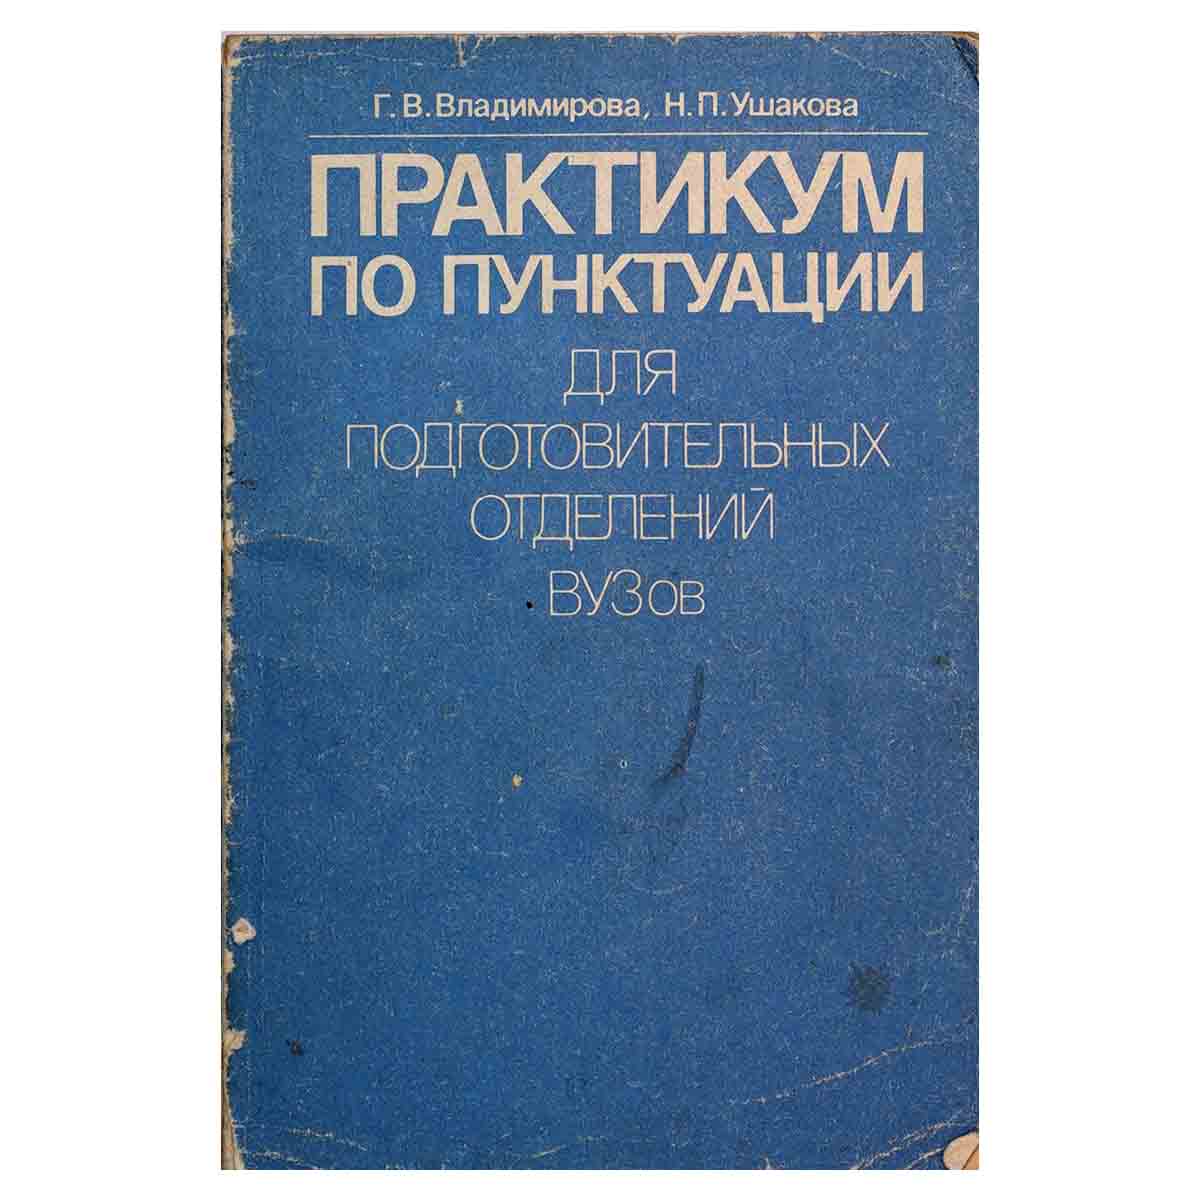 Г. В. Владимирова, Н. П. Ушакова
ПРАКТИКУМ
ПО ПУНКТУАЦИИ
ДЛЯ
ПОДГОТОВИТЕЛЬНЫХ
ОТДЕЛЕНИЙ
ВУЗов